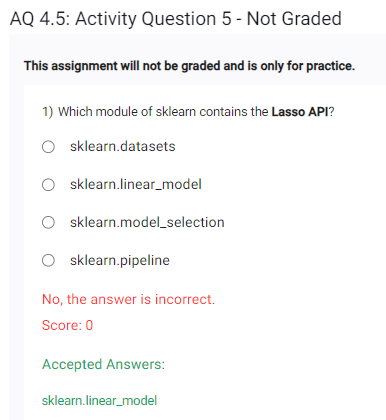 AQ 4.5: Activity Question 5 - Not Graded
This assignment will not be graded and is only for practice.
1) Which module of sklearn contains the Lasso API?
sklearn.datasets
sklearn.linear_model
sklearn.model_selection
sklearn.pipeline
No, the answer is incorrect.
Score: 0
Accepted Answers:
sklearn.linear_model